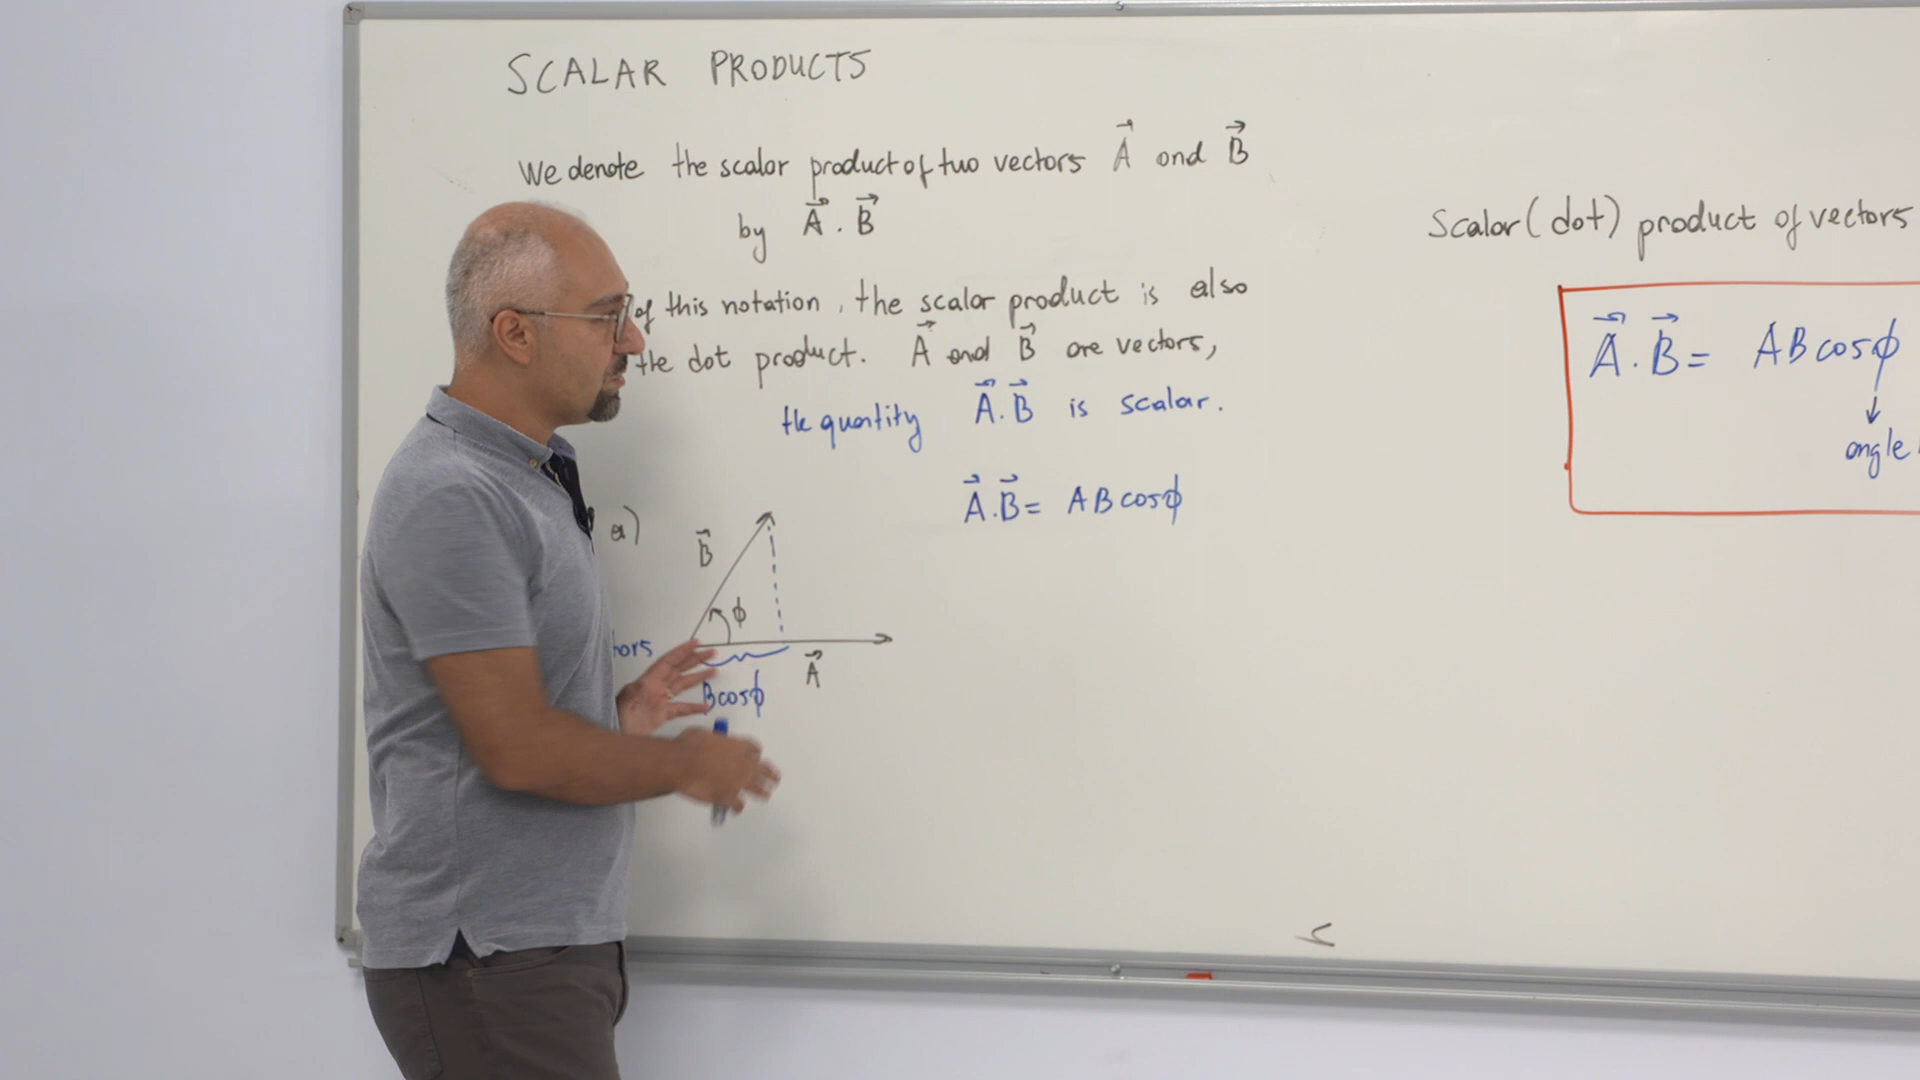 SCALAR PRODUCTS
We denote the scalar product of two vectors A⃗ and B⃗
by A⃗ . B⃗
of this notation, the scalar product is also
the dot product. A⃗ and B⃗ are vectors,
the quantity A⃗ . B⃗ is scalar.
A⃗ . B⃗ = AB cosϕ
a)
B⃗
ϕ
A⃗
Bcosϕ
Scalar (dot) product of vectors
A⃗ . B⃗ = AB cosϕ
angle